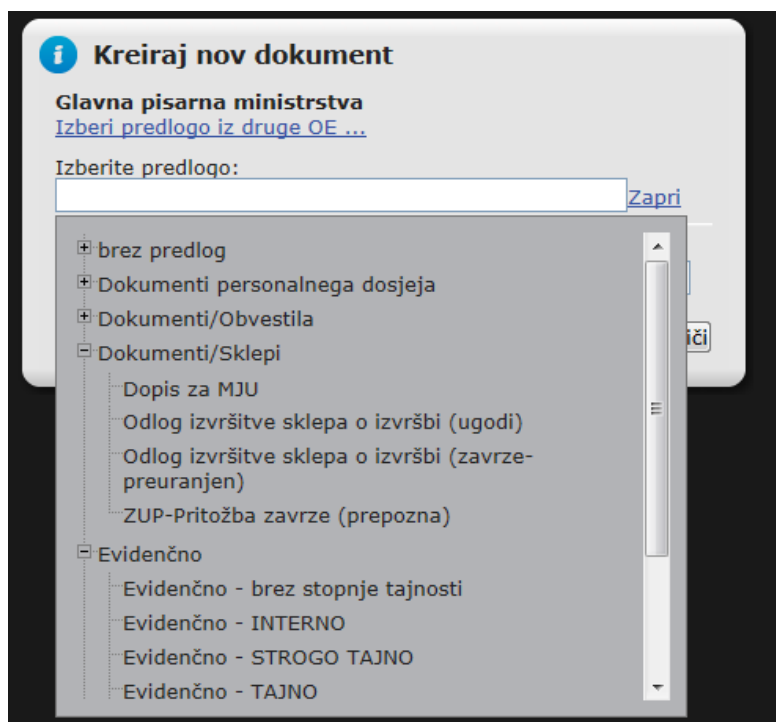 Kreiraj nov dokument
Glavna pisarna ministrstva
Izberi predlogo iz druge OE ...
Izberite predlogo:
Zapri
brez predlog
Dokumenti personalnega dosjeja
Dokumenti/Obvestila
Dokumenti/Sklepi
iči
Dopis za MJU
Odlog izvršitve sklepa o izvršbi (ugodi)
Odlog izvršitve sklepa o izvršbi (zavrze-
preuranjen)
ZUP-Pritožba zavrze (prepozna)
Evidenčno
Evidenčno - brez stopnje tajnosti
Evidenčno - INTERNO
Evidenčno - STROGO TAJNO
Evidenčno - TAJNO